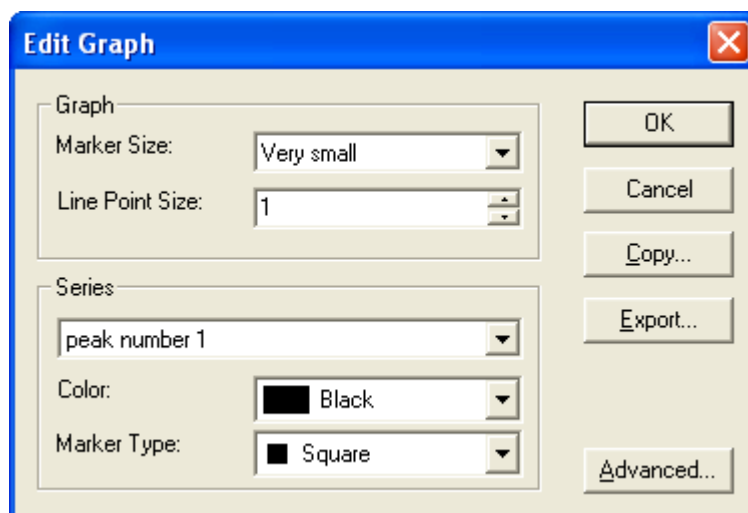 Edit Graph
Graph
Marker Size:
Very small
Line Point Size:
1
Series
peak number 1
Color:
Black
Marker Type:
Square
OK
Cancel
Copy...
Export...
Advanced...